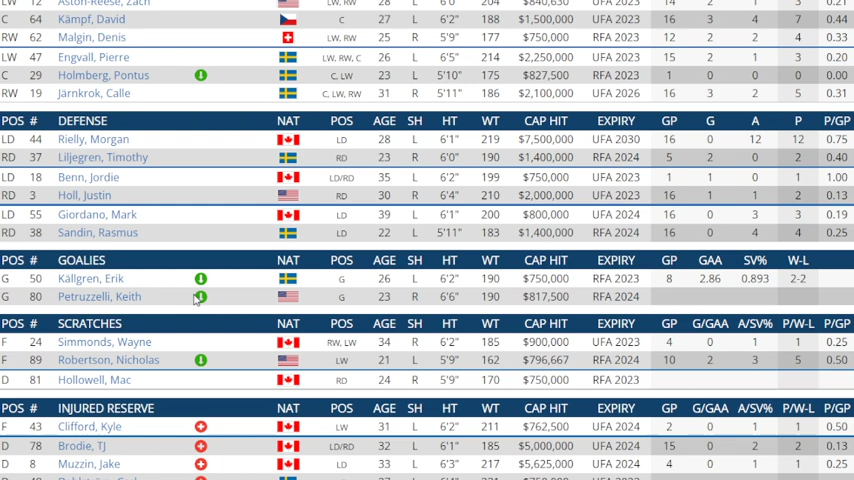 LW 12 Aston-Reese, Zach LW, RW 28 L 6'0" 204 $840,630 UFA 2023 14 2 1 3 0.21
C 64 Kämpf, David C 27 L 6'2" 188 $1,500,000 UFA 2023 16 3 4 7 0.44
RW 62 Malgin, Denis LW, RW 25 R 5'9" 177 $750,000 RFA 2023 12 2 2 4 0.33
LW 47 Engvall, Pierre LW, RW, C 26 L 6'5" 214 $2,250,000 UFA 2023 15 2 1 3 0.20
C 29 Holmberg, Pontus C, LW 23 L 5'10" 175 $827,500 RFA 2023 1 0 0 0 0.00
RW 19 Järnkrok, Calle C, LW, RW 31 R 5'11" 186 $2,100,000 UFA 2026 16 3 2 5 0.31
POS # DEFENSE NAT POS AGE SH HT WT CAP HIT EXPIRY GP G A P P/GP
LD 44 Rielly, Morgan LD 28 L 6'1" 219 $7,500,000 UFA 2030 16 0 12 12 0.75
RD 37 Liljegren, Timothy RD 23 R 6'0" 190 $1,400,000 RFA 2024 5 2 0 2 0.40
LD 18 Benn, Jordie LD/RD 35 L 6'2" 199 $750,000 UFA 2023 1 1 0 1 1.00
RD 3 Holl, Justin RD 30 R 6'4" 210 $2,000,000 UFA 2023 16 1 1 2 0.13
LD 55 Giordano, Mark LD 39 L 6'1" 200 $800,000 UFA 2024 16 0 3 3 0.19
RD 38 Sandin, Rasmus LD 22 L 5'11" 183 $1,400,000 RFA 2024 16 0 4 4 0.25
POS # GOALIES NAT POS AGE SH HT WT CAP HIT EXPIRY GP GAA SV% W-L
G 50 Källgren, Erik G 26 L 6'2" 190 $750,000 UFA 2023 8 2.86 0.893 2-2
G 80 Petruzzelli, Keith G 23 R 6'6" 190 $817,500 RFA 2024
POS # SCRATCHES NAT POS AGE SH HT WT CAP HIT EXPIRY GP G/GAA A/SV% P/W-L P/GP
F 24 Simmonds, Wayne RW, LW 34 R 6'2" 185 $900,000 UFA 2023 4 0 1 1 0.25
F 89 Robertson, Nicholas LW 21 L 5'9" 162 $796,667 RFA 2024 10 2 3 5 0.50
D 81 Hollowell, Mac RD 24 R 5'9" 170 $750,000 RFA 2023
POS # INJURED RESERVE NAT POS AGE SH HT WT CAP HIT EXPIRY GP G/GAA A/SV% P/W-L P/GP
F 43 Clifford, Kyle LW 31 L 6'2" 211 $762,500 UFA 2024 2 0 1 1 0.50
D 78 Brodie, TJ LD/RD 32 L 6'1" 185 $5,000,000 UFA 2024 15 0 2 2 0.13
D 8 Muzzin, Jake LD 33 L 6'3" 217 $5,625,000 UFA 2024 4 0 1 1 0.25